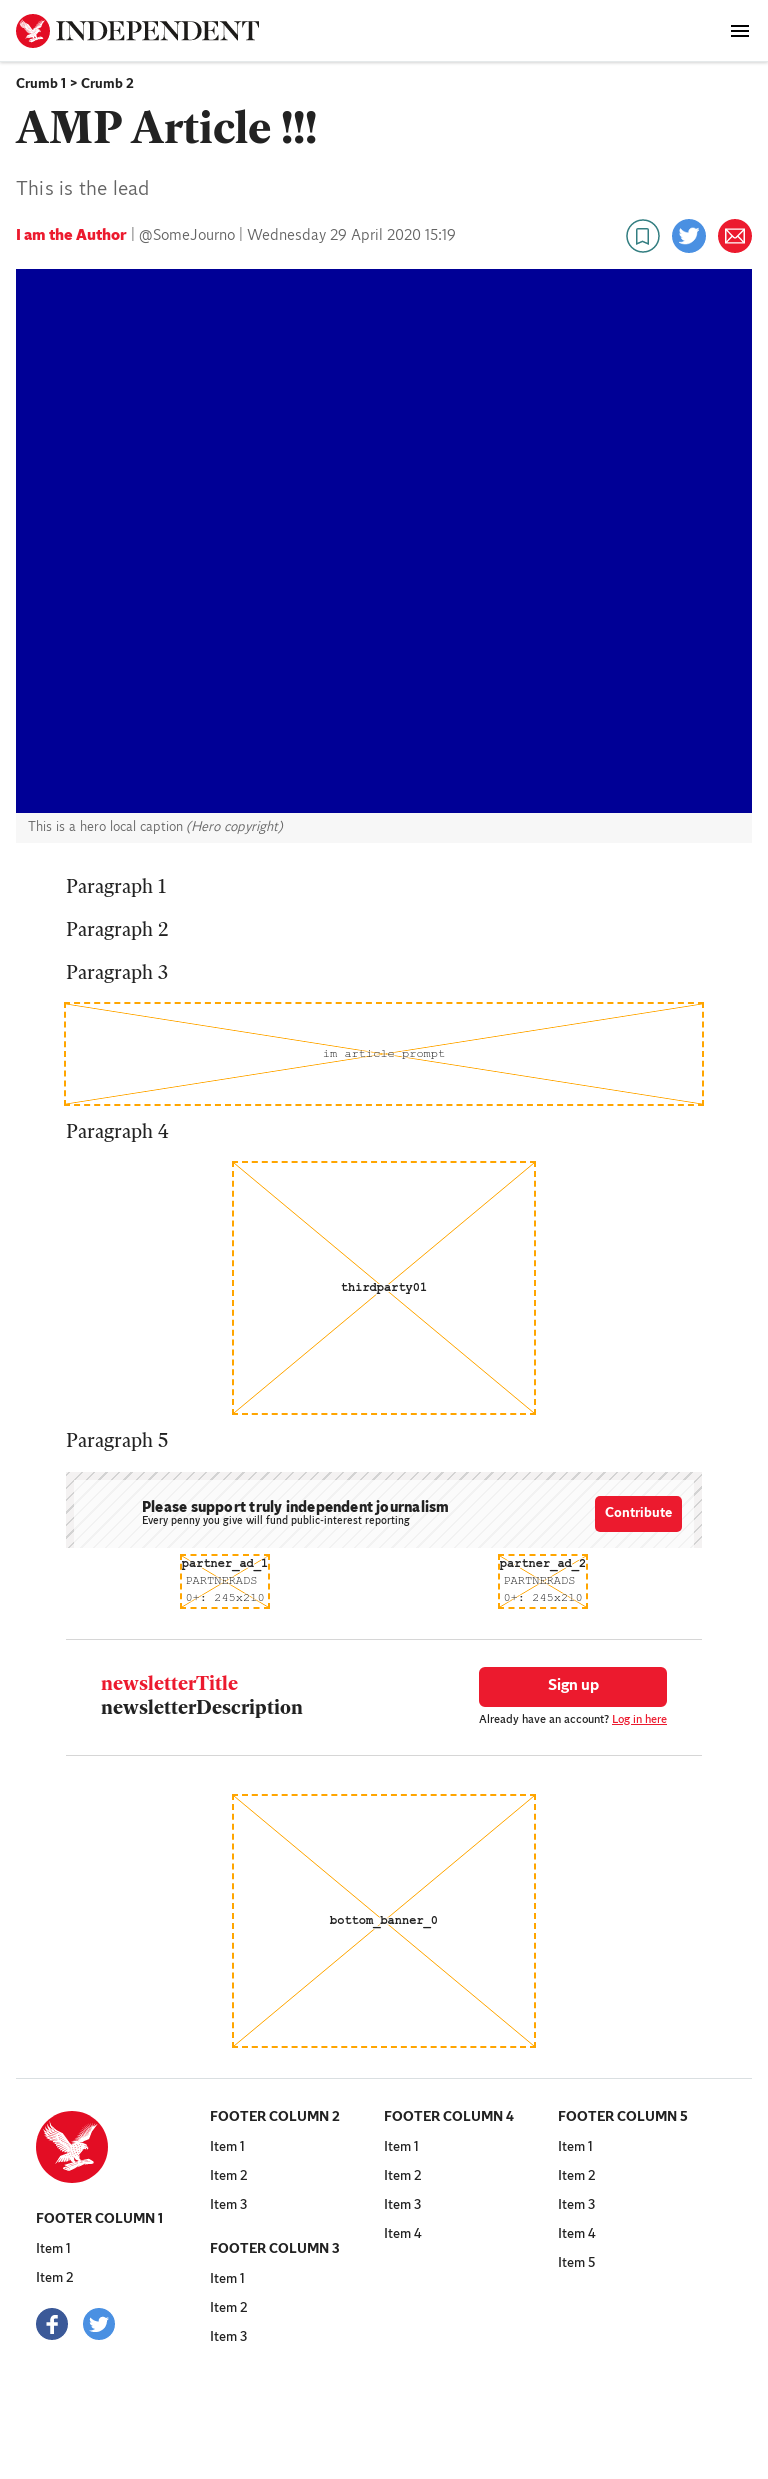 INDEPENDENT
Crumb 1 > Crumb 2
AMP Article !!!
This is the lead
I am the Author | @SomeJourno | Wednesday 29 April 2020 15:19
This is a hero local caption (Hero copyright)
Paragraph 1
Paragraph 2
Paragraph 3
im article prompt
Paragraph 4
thirdparty01
Paragraph 5
Please support truly independent journalism
Every penny you give will fund public-interest reporting
Contribute
partner_ad_1
PARTNERADS
0+: 245x210
partner_ad_2
PARTNERADS
0+: 245x210
newsletterTitle
newsletterDescription
Sign up
Already have an account? Log in here
bottom_banner_0
FOOTER COLUMN 1
Item 1
Item 2
FOOTER COLUMN 2
Item 1
Item 2
Item 3
FOOTER COLUMN 3
Item 1
Item 2
Item 3
FOOTER COLUMN 4
Item 1
Item 2
Item 3
Item 4
FOOTER COLUMN 5
Item 1
Item 2
Item 3
Item 4
Item 5